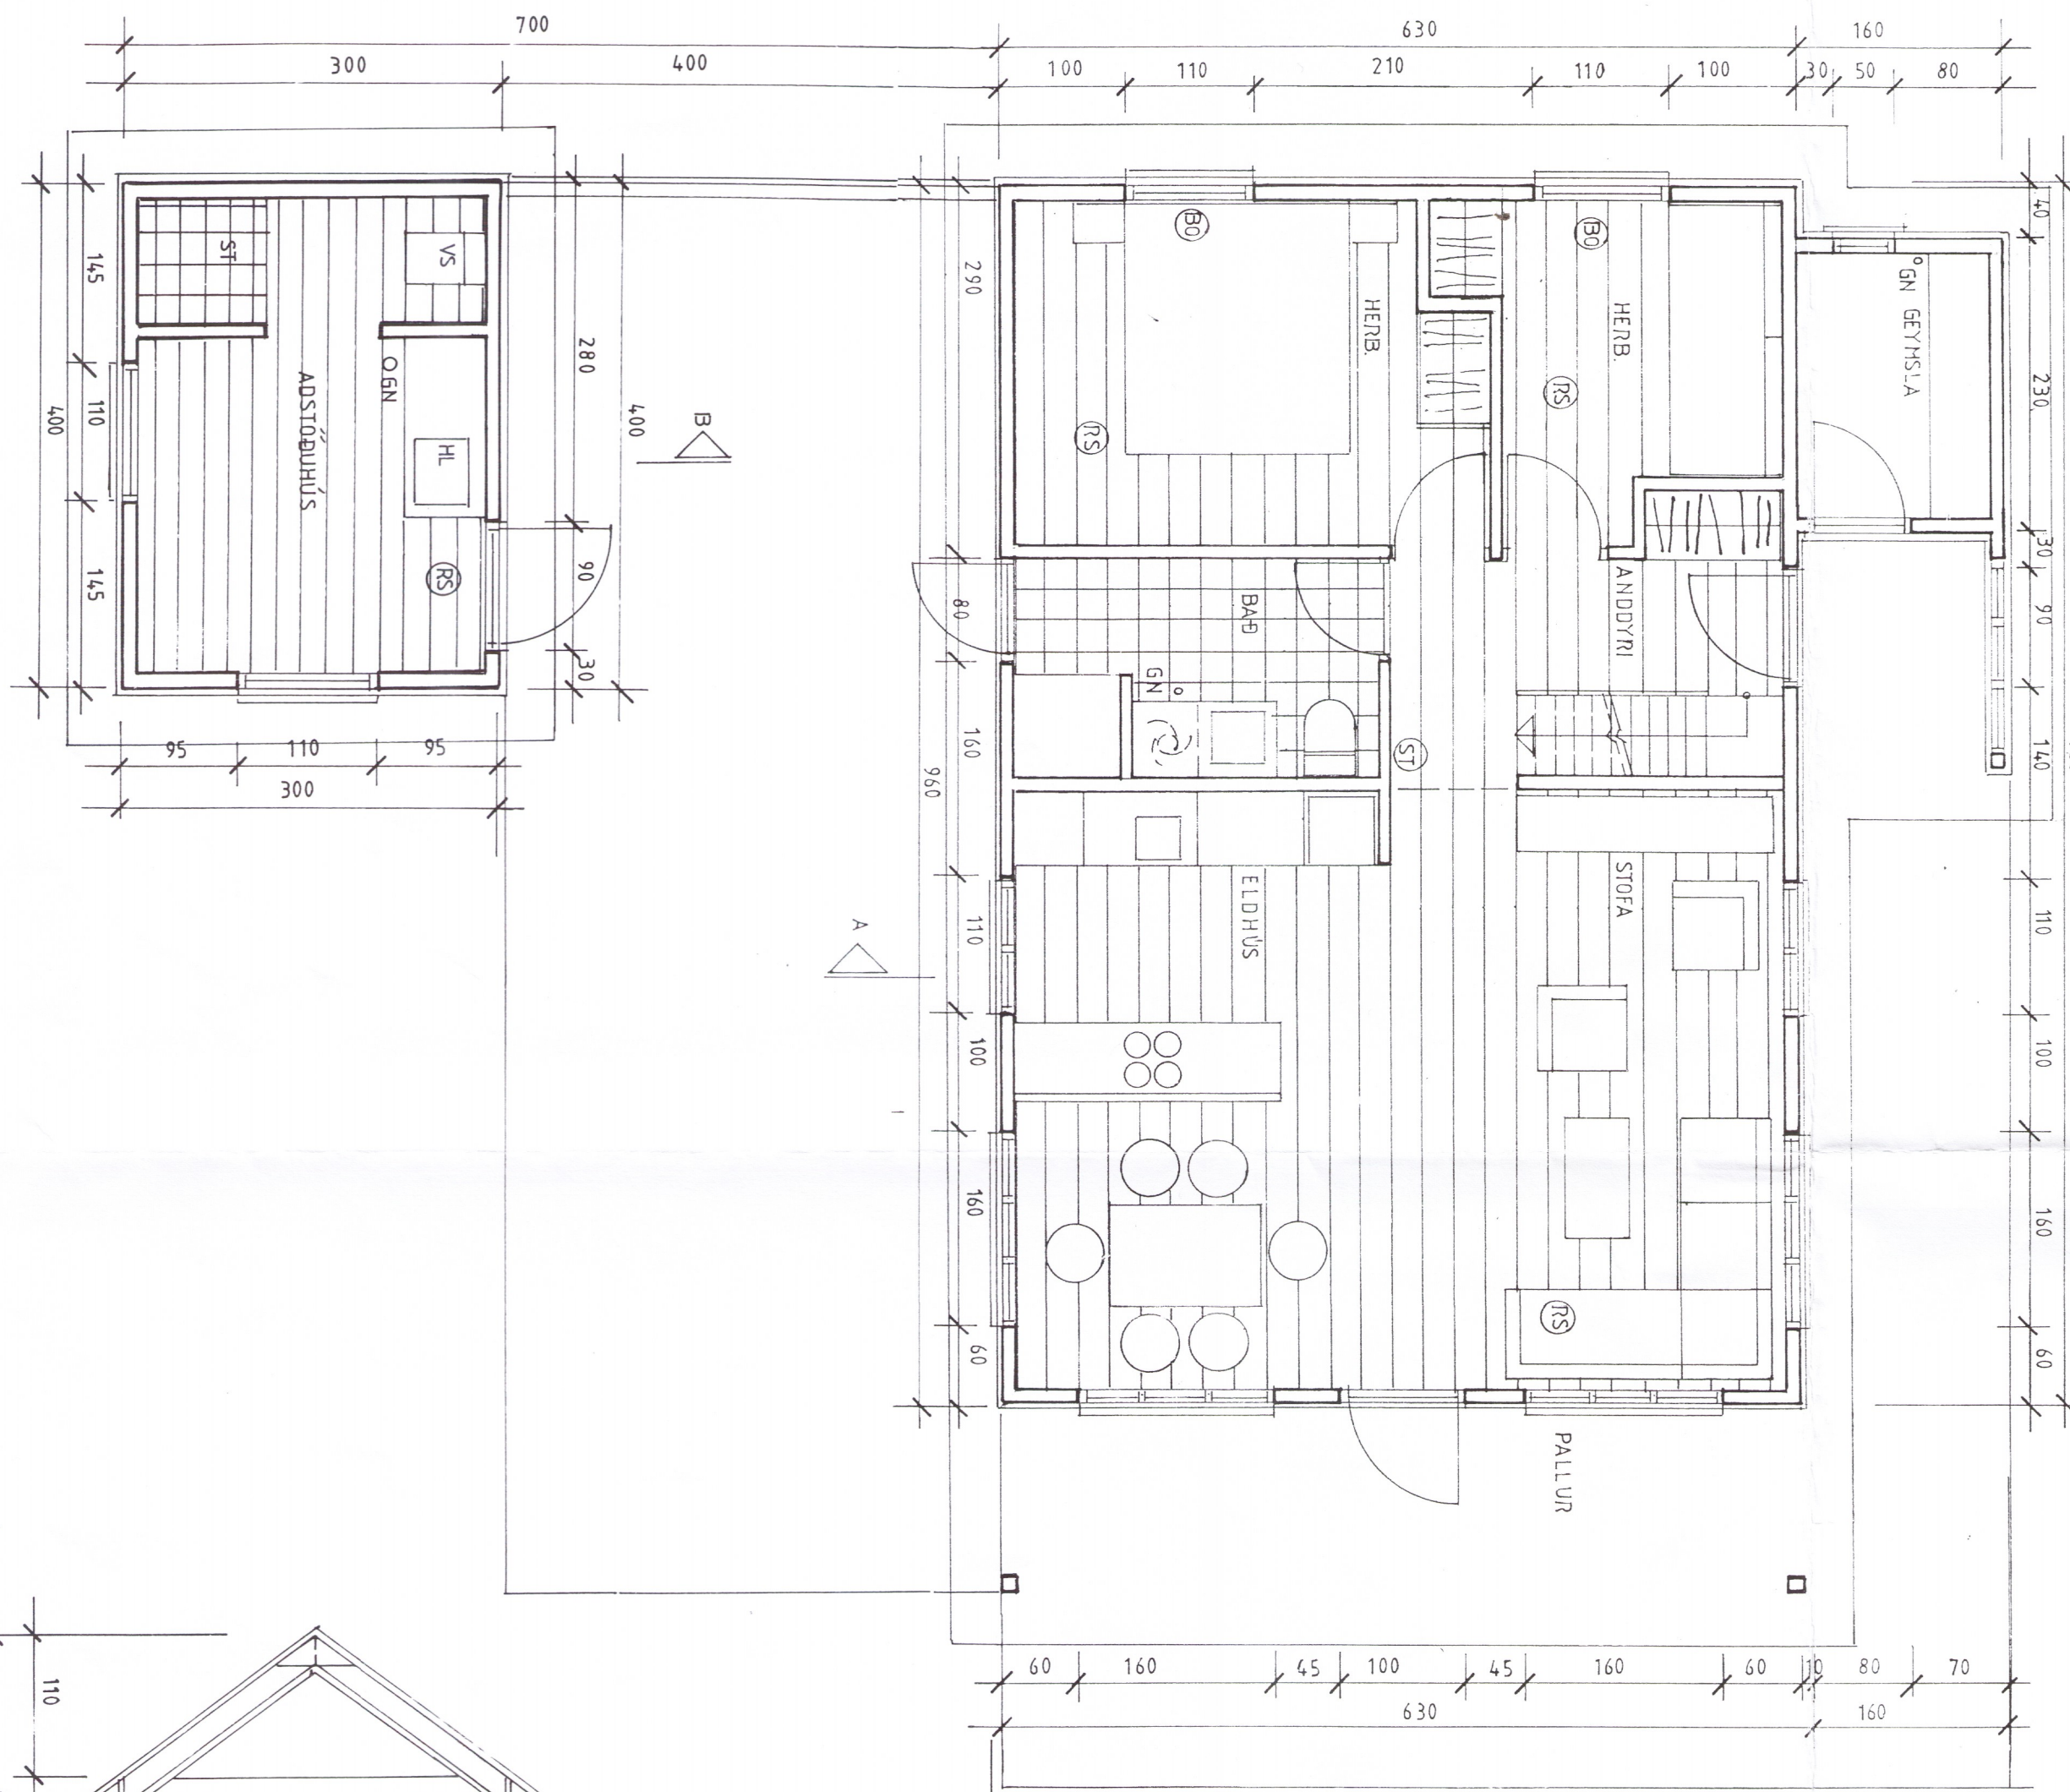 700
630
160
300
400
100
110
210
110
100
30
50
80
40
290
230
145
110
145
400
280
90
30
400
ST
VS
OGN
HL
ADSTÖÐUHÚS
RS
B
BO
HERB.
RS
BO
HERB.
RS
GN GEYMSLA
30
90
140
110
100
160
60
80
160
960
110
100
160
60
BAÐ
GN
ANDDYRI
ST
95
110
95
300
A
ELDHÚS
STOFA
RS
PALLUR
60
160
45
100
45
160
60
10
80
70
630
160
110